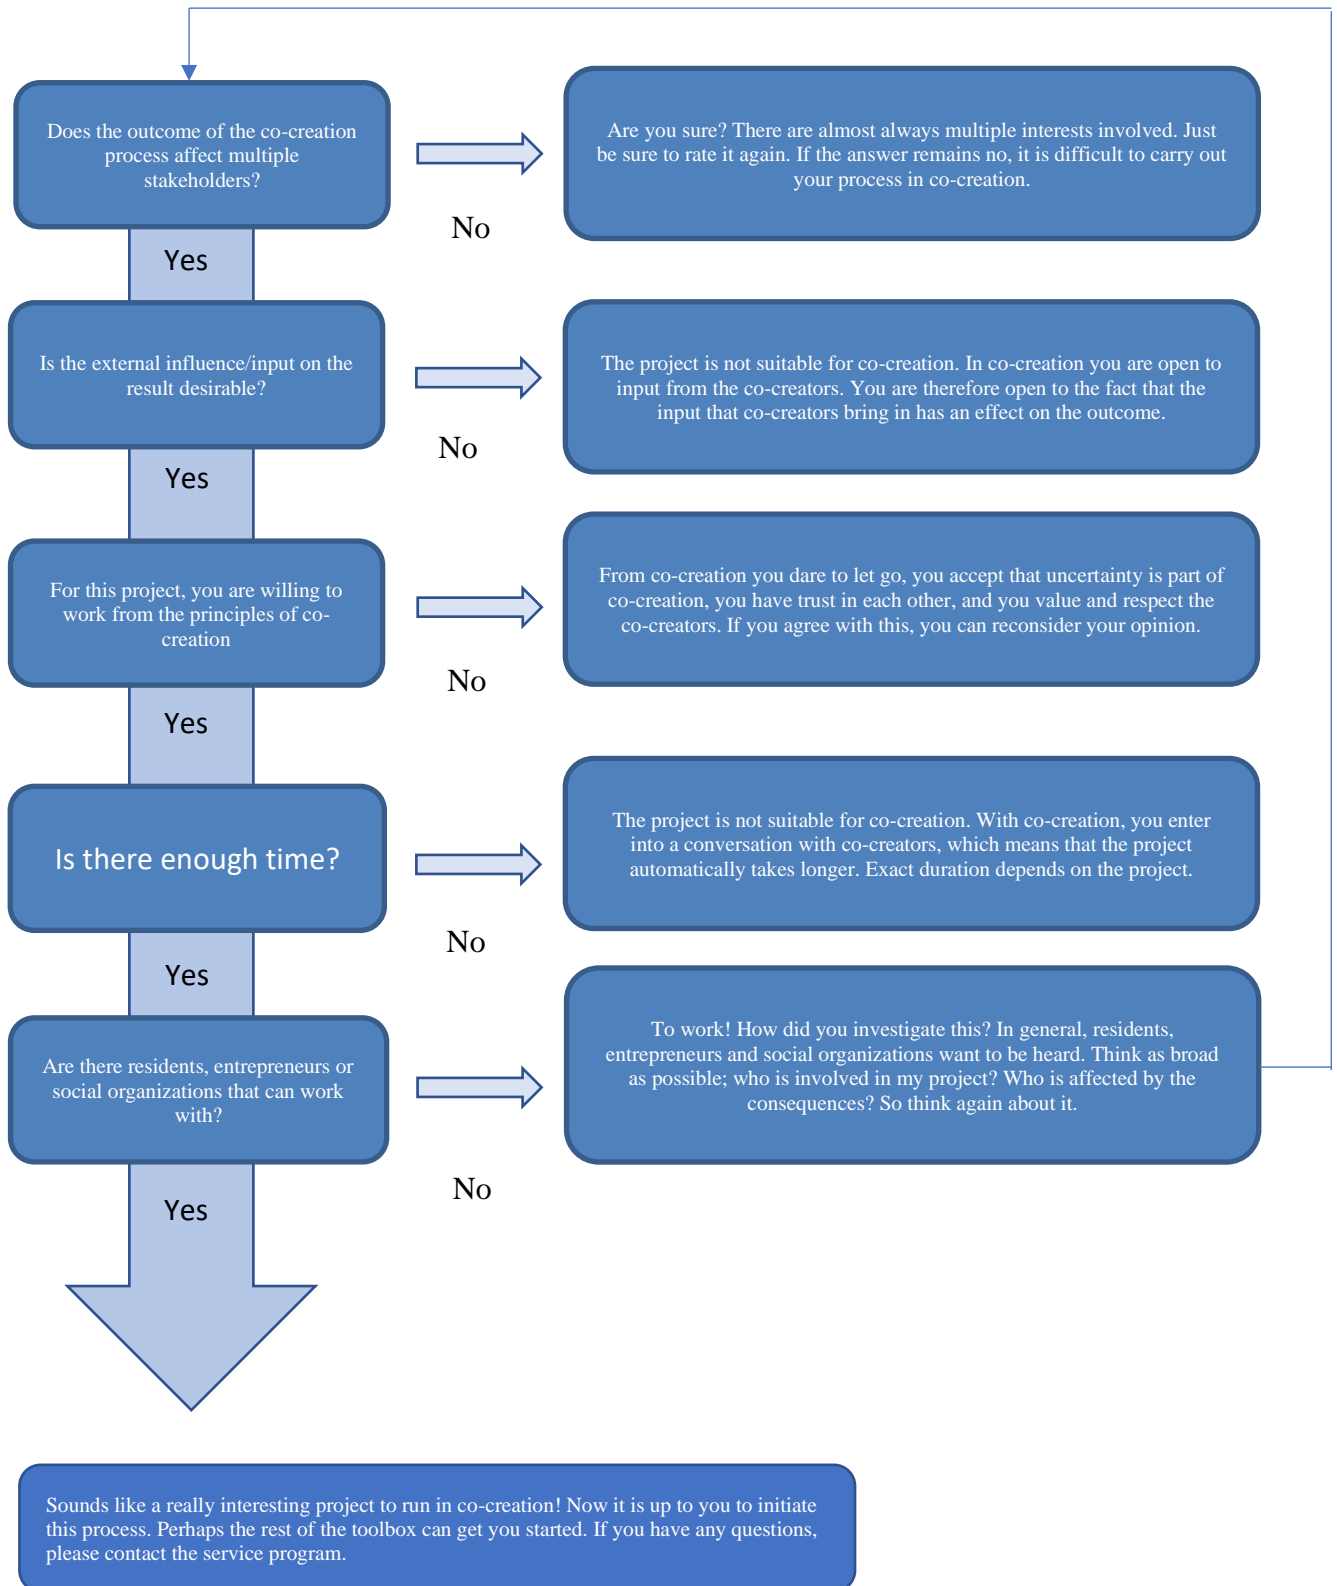 Does the outcome of the co-creation
process affect multiple
stakeholders?
Are you sure? There are almost always multiple interests involved. Just
be sure to rate it again. If the answer remains no, it is difficult to carry out
your process in co-creation.
No
Yes
Is the external influence/input on the
result desirable?
The project is not suitable for co-creation. In co-creation you are open to
input from the co-creators. You are therefore open to the fact that the
input that co-creators bring in has an effect on the outcome.
No
Yes
For this project, you are willing to
work from the principles of co-
creation
From co-creation you dare to let go, you accept that uncertainty is part of
co-creation, you have trust in each other, and you value and respect the
co-creators. If you agree with this, you can reconsider your opinion.
No
Yes
Is there enough time?
The project is not suitable for co-creation. With co-creation, you enter
into a conversation with co-creators, which means that the project
automatically takes longer. Exact duration depends on the project.
No
Yes
Are there residents, entrepreneurs or
social organizations that can work
with?
To work! How did you investigate this? In general, residents,
entrepreneurs and social organizations want to be heard. Think as broad
as possible; who is involved in my project? Who is affected by the
consequences? So think again about it.
No
Yes
Sounds like a really interesting project to run in co-creation! Now it is up to you to initiate
this process. Perhaps the rest of the toolbox can get you started. If you have any questions,
please contact the service program.